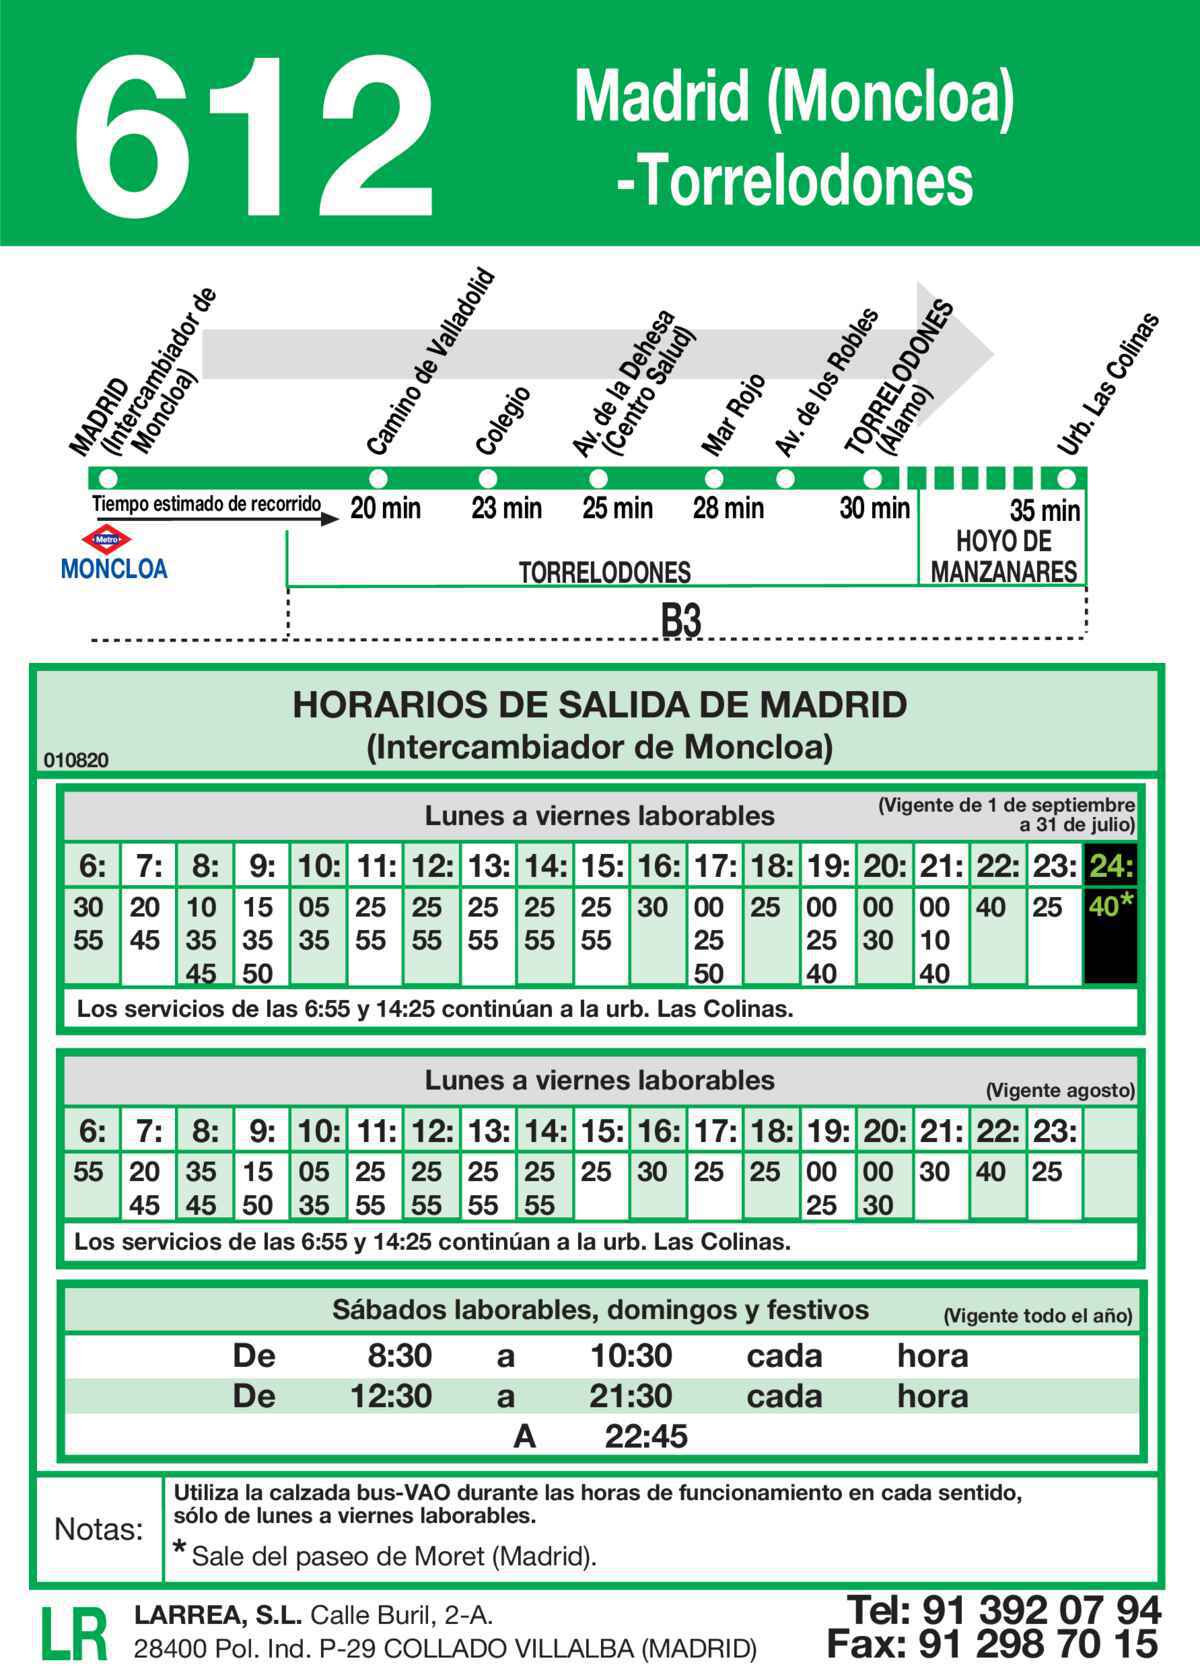 612
Madrid (Moncloa)
-Torrelodones
MADRID
(Intercambiador de
Moncloa)
Camino de Valladolid
Colegio
Av. de la Dehesa
(Centro Salud)
Mar Rojo
Av. de los Robles
TORRELODONES
(Álamo)
Urb. Las Colinas
Tiempo estimado de recorrido 20 min 23 min 25 min 28 min 30 min 35 min
Metro
MONCLOA
TORRELODONES
HOYO DE
MANZANARES
B3
HORARIOS DE SALIDA DE MADRID
(Intercambiador de Moncloa)
010820
Lunes a viernes laborables
(Vigente de 1 de septiembre
a 31 de julio)
6: 7: 8: 9: 10: 11: 12: 13: 14: 15: 16: 17: 18: 19: 20: 21: 22: 23: 24:
30 20 10 15 05 25 25 25 25 25 30 00 25 00 00 00 40 25 40*
55 45 35 35 35 55 55 55 55 55 25 25 30 10
45 50 50 40 40
Los servicios de las 6:55 y 14:25 continúan a la urb. Las Colinas.
Lunes a viernes laborables
(Vigente agosto)
6: 7: 8: 9: 10: 11: 12: 13: 14: 15: 16: 17: 18: 19: 20: 21: 22: 23:
55 20 35 15 05 25 25 25 25 25 30 25 25 00 00 30 40 25
45 45 50 35 55 55 55 55 25 30
Los servicios de las 6:55 y 14:25 continúan a la urb. Las Colinas.
Sábados laborables, domingos y festivos
(Vigente todo el año)
De 8:30 a 10:30 cada hora
De 12:30 a 21:30 cada hora
A 22:45
Notas:
Utiliza la calzada bus-VAO durante las horas de funcionamiento en cada sentido,
sólo de lunes a viernes laborables.
* Sale del paseo de Moret (Madrid).
LR
LARREA, S.L. Calle Buril, 2-A.
28400 Pol. Ind. P-29 COLLADO VILLALBA (MADRID)
Tel: 91 392 07 94
Fax: 91 298 70 15